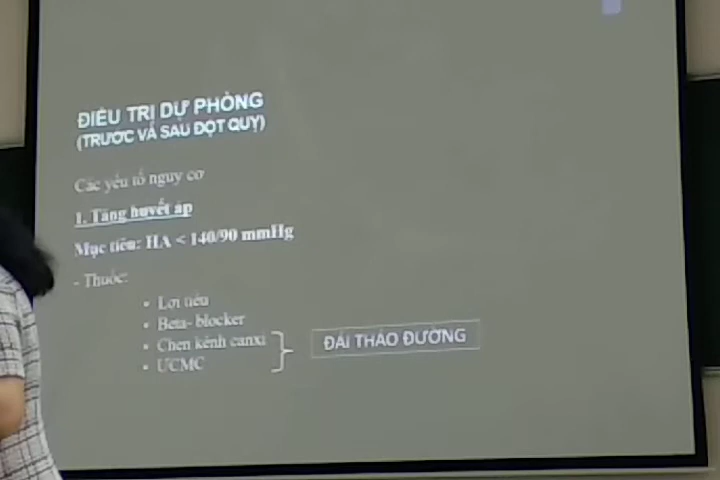 ĐIỀU TRỊ DỰ PHÒNG
(TRƯỚC VÀ SAU ĐỘT QUỴ)
Các yếu tố nguy cơ
1. Tăng huyết áp
Mục tiêu: HA < 140/90 mmHg
- Thuốc:
• Lợi tiểu
• Beta- blocker
• Chẹn kênh canxi
• ƯCMC
ĐÁI THÁO ĐƯỜNG